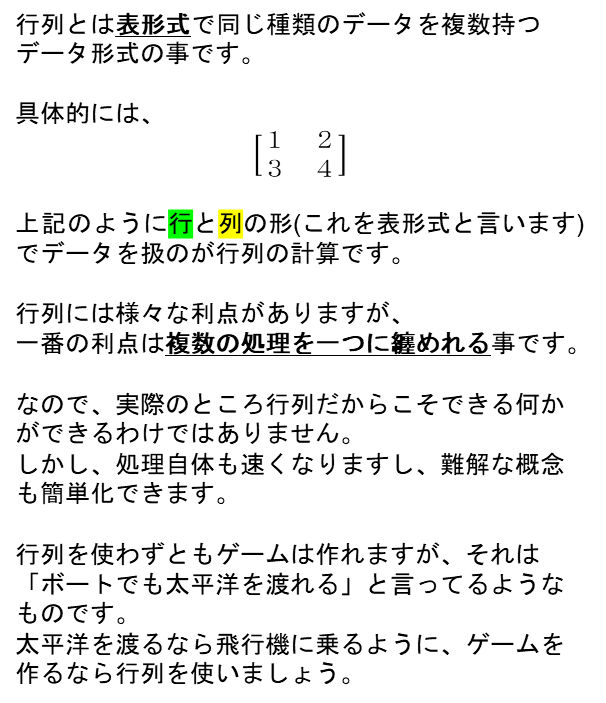 行列とは表形式で同じ種類のデータを複数持つ
データ形式の事です。
具体的には、
1 2
3 4
上記のように行と列の形(これを表形式と言います)
でデータを扱のが行列の計算です。
行列には様々な利点がありますが、
一番の利点は複数の処理を一つに纏めれる事です。
なので、実際のところ行列だからこそできる何か
ができるわけではありません。
しかし、処理自体も速くなりますし、難解な概念
も簡単化できます。
行列を使わずともゲームは作れますが、それは
「ボートでも太平洋を渡れる」と言ってるような
ものです。
太平洋を渡るなら飛行機に乗るように、ゲームを
作るなら行列を使いましょう。